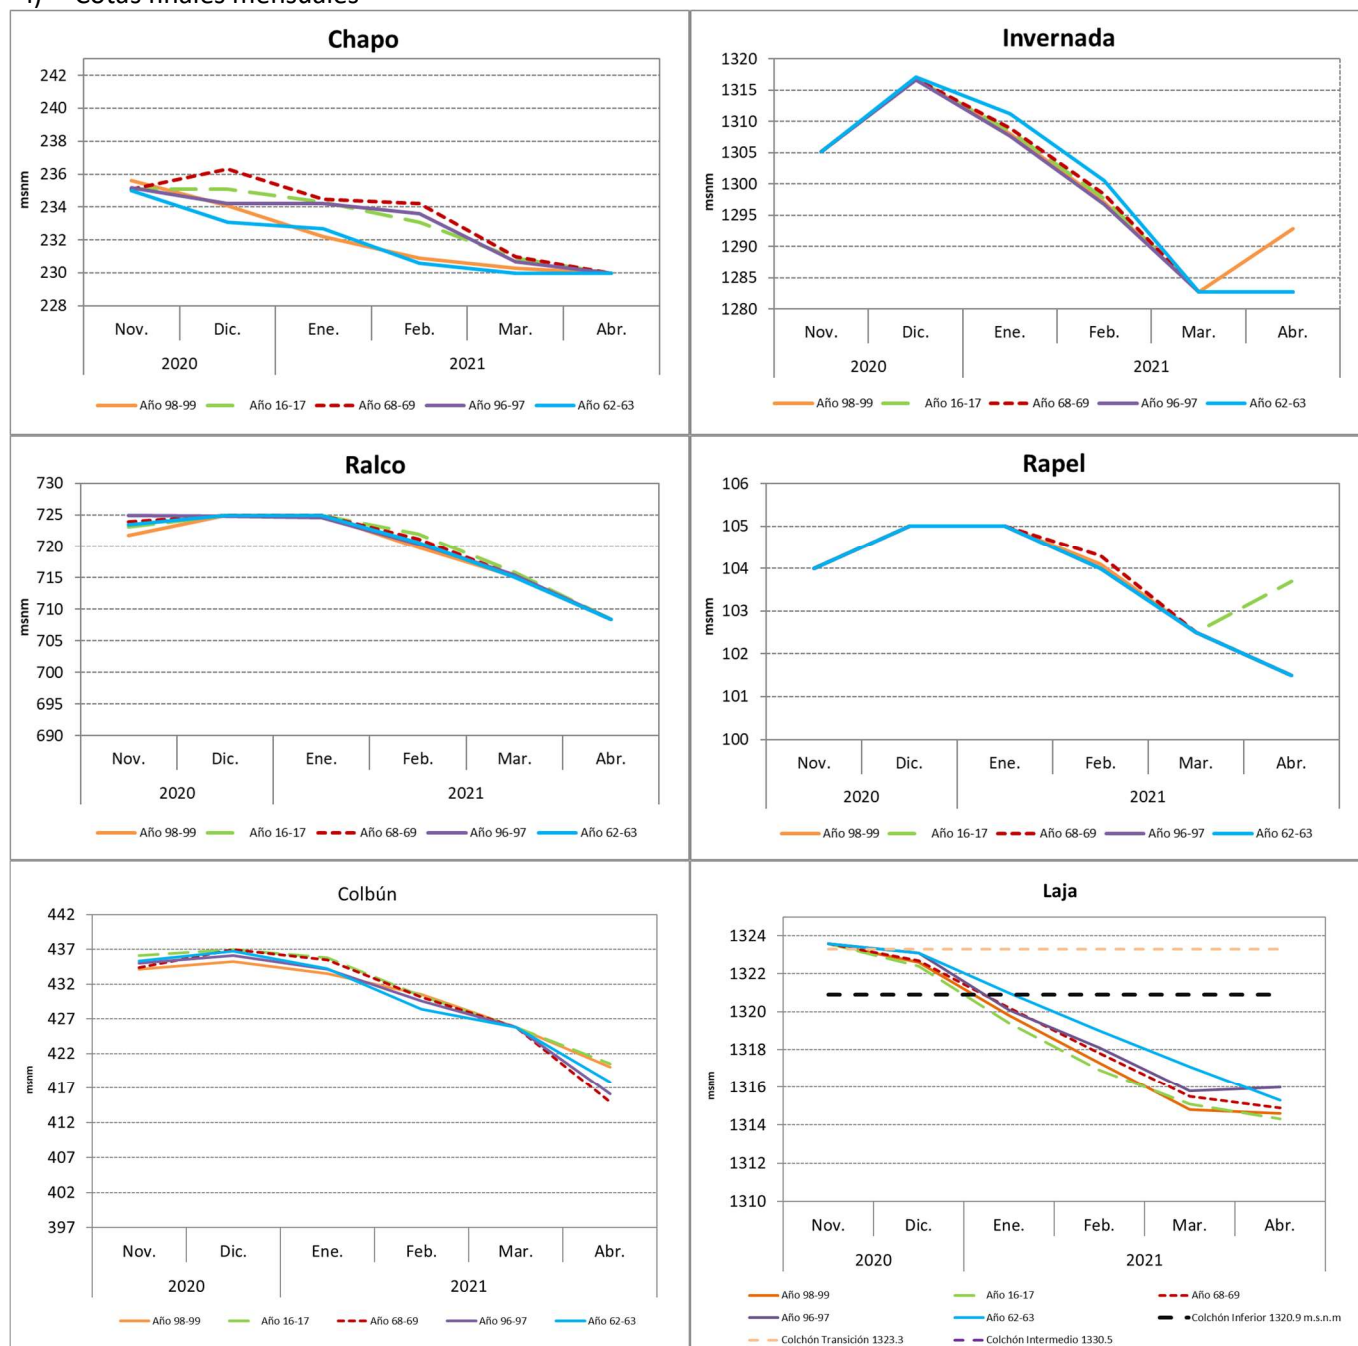 Cotas finales mensuales
Chapo
242
240
238
236
234
232
230
228
msnm
Nov. Dic. Ene. Feb. Mar. Abr.
2020 2021
Año 98-99 Año 16-17 Año 68-69 Año 96-97 Año 62-63
Invernada
1320
1315
1310
1305
1300
1295
1290
1285
1280
msnm
Nov. Dic. Ene. Feb. Mar. Abr.
2020 2021
Año 98-99 Año 16-17 Año 68-69 Año 96-97 Año 62-63
Ralco
730
725
720
715
710
705
700
695
690
msnm
Nov. Dic. Ene. Feb. Mar. Abr.
2020 2021
Año 98-99 Año 16-17 Año 68-69 Año 96-97 Año 62-63
Rapel
106
105
104
103
102
101
100
msnm
Nov. Dic. Ene. Feb. Mar. Abr.
2020 2021
Año 98-99 Año 16-17 Año 68-69 Año 96-97 Año 62-63
Colbún
442
437
432
427
422
417
412
407
402
397
msnm
Nov. Dic. Ene. Feb. Mar. Abr.
2020 2021
Año 98-99 Año 16-17 Año 68-69 Año 96-97 Año 62-63
Laja
1324
1322
1320
1318
1316
1314
1312
1310
msnm
Nov. Dic. Ene. Feb. Mar. Abr.
2020 2021
Año 98-99 Año 16-17 Año 68-69
Año 96-97 Año 62-63 Colchón Inferior 1320.9 m.s.n.m
Colchón Transición 1323.3 Colchón Intermedio 1330.5